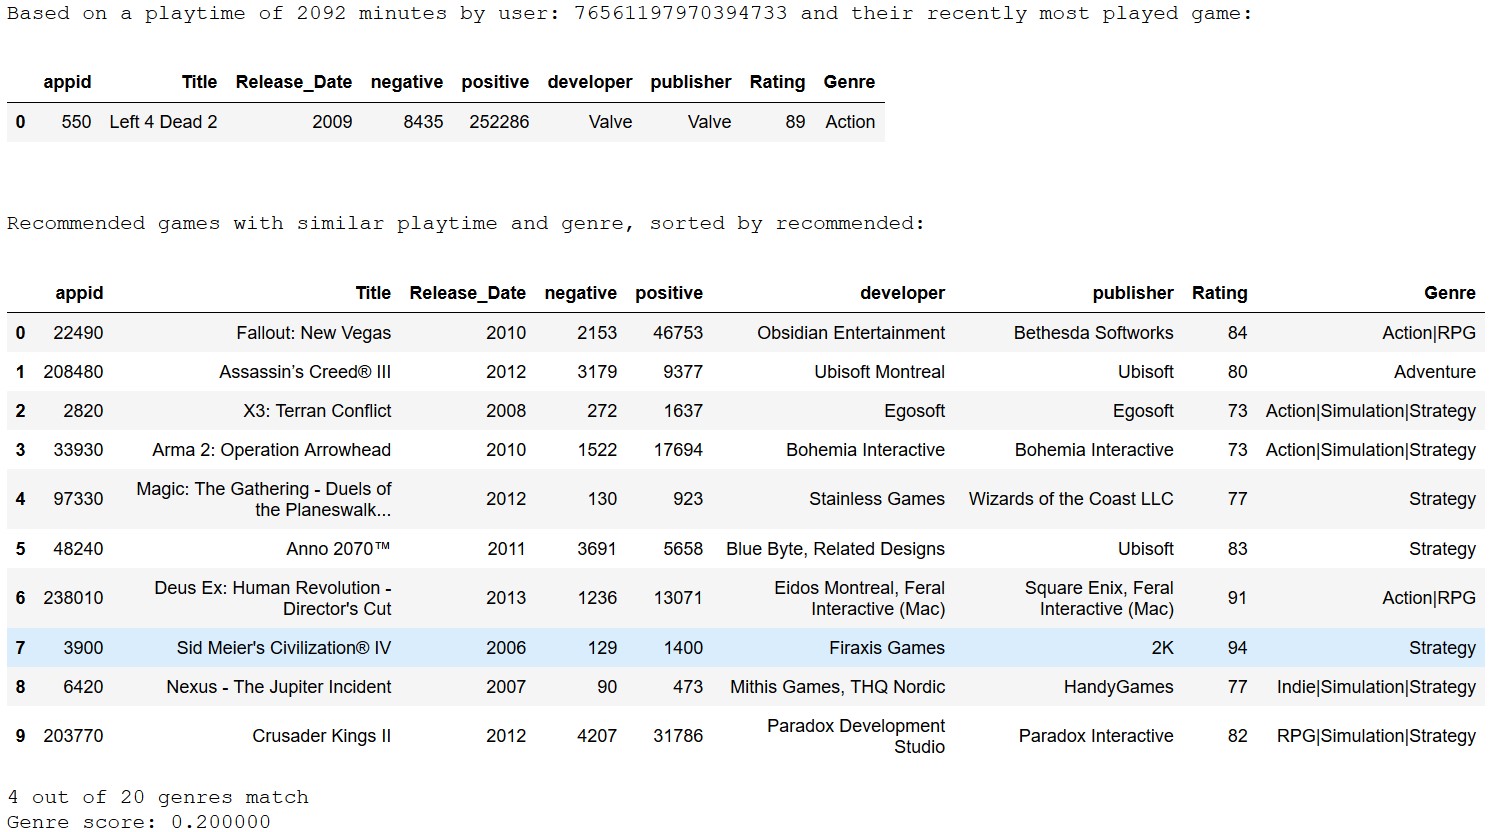 Based on a playtime of 2092 minutes by user: 76561197970394733 and their recently most played game:
appid Title Release_Date negative positive developer publisher Rating Genre
0 550 Left 4 Dead 2 2009 8435 252286 Valve Valve 89 Action
Recommended games with similar playtime and genre, sorted by recommended:
appid Title Release_Date negative positive developer publisher Rating Genre
0 22490 Fallout: New Vegas 2010 2153 46753 Obsidian Entertainment Bethesda Softworks 84 Action|RPG
1 208480 Assassin’s Creed® III 2012 3179 9377 Ubisoft Montreal Ubisoft 80 Adventure
2 2820 X3: Terran Conflict 2008 272 1637 Egosoft Egosoft 73 Action|Simulation|Strategy
3 33930 Arma 2: Operation Arrowhead 2010 1522 17694 Bohemia Interactive Bohemia Interactive 73 Action|Simulation|Strategy
4 97330 Magic: The Gathering - Duels of
the Planeswalk... 2012 130 923 Stainless Games Wizards of the Coast LLC 77 Strategy
5 48240 Anno 2070™ 2011 3691 5658 Blue Byte, Related Designs Ubisoft 83 Strategy
6 238010 Deus Ex: Human Revolution -
Director's Cut 2013 1236 13071 Eidos Montreal, Feral
Interactive (Mac) Square Enix, Feral
Interactive (Mac) 91 Action|RPG
7 3900 Sid Meier's Civilization® IV 2006 129 1400 Firaxis Games 2K 94 Strategy
8 6420 Nexus - The Jupiter Incident 2007 90 473 Mithis Games, THQ Nordic HandyGames 77 Indie|Simulation|Strategy
9 203770 Crusader Kings II 2012 4207 31786 Paradox Development
Studio Paradox Interactive 82 RPG|Simulation|Strategy
4 out of 20 genres match
Genre score: 0.200000